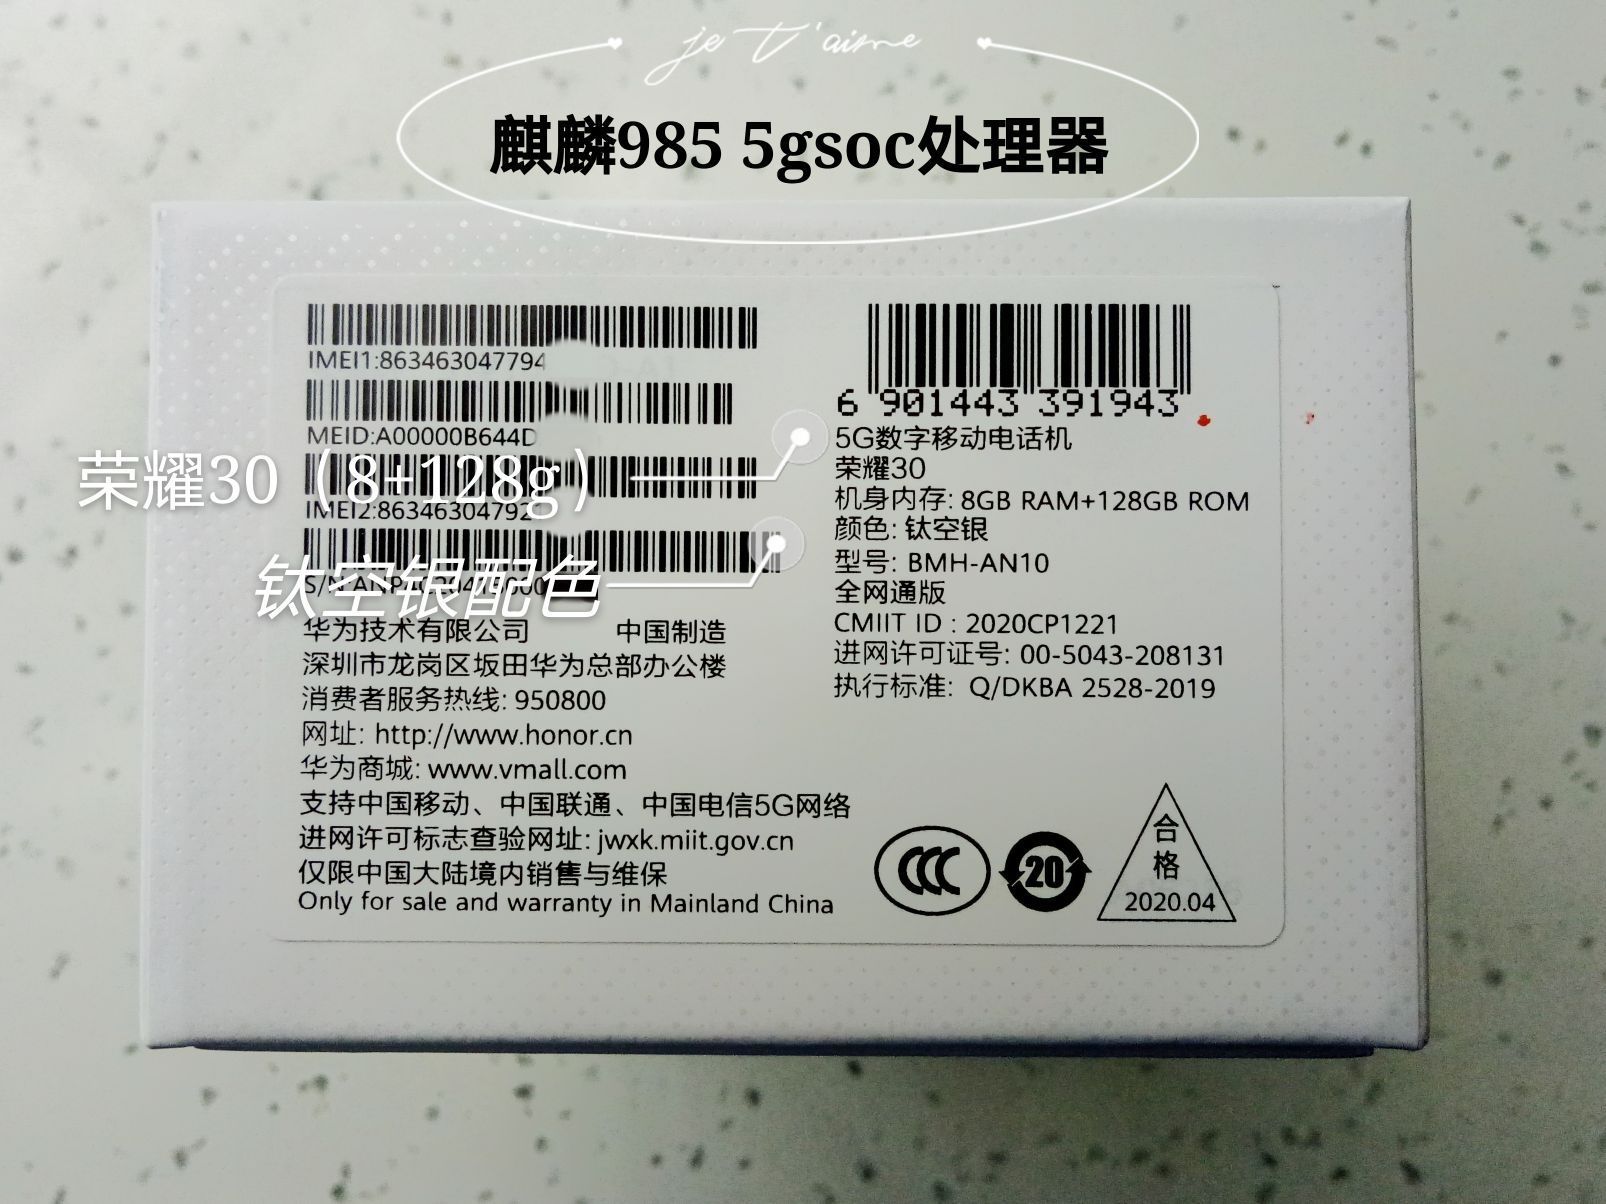 je t'aime
麒麟985 5gsoc处理器
IMEI1:863463047794
MEID:A00000B644D
荣耀30（8+128g）
IMEI2:86346304792
钛空银配色
华为技术有限公司 中国制造
深圳市龙岗区坂田华为总部办公楼
消费者服务热线: 950800
网址: http://www.honor.cn
华为商城: www.vmall.com
支持中国移动、中国联通、中国电信5G网络
进网许可标志查验网址: jwxk.miit.gov.cn
仅限中国大陆境内销售与维保
Only for sale and warranty in Mainland China
6 901443 391943
5G数字移动电话机
荣耀30
机身内存: 8GB RAM+128GB ROM
颜色: 钛空银
型号: BMH-AN10
全网通版
CMIIT ID : 2020CP1221
进网许可证号: 00-5043-208131
执行标准: Q/DKBA 2528-2019
CCC
20
合
格
2020.04